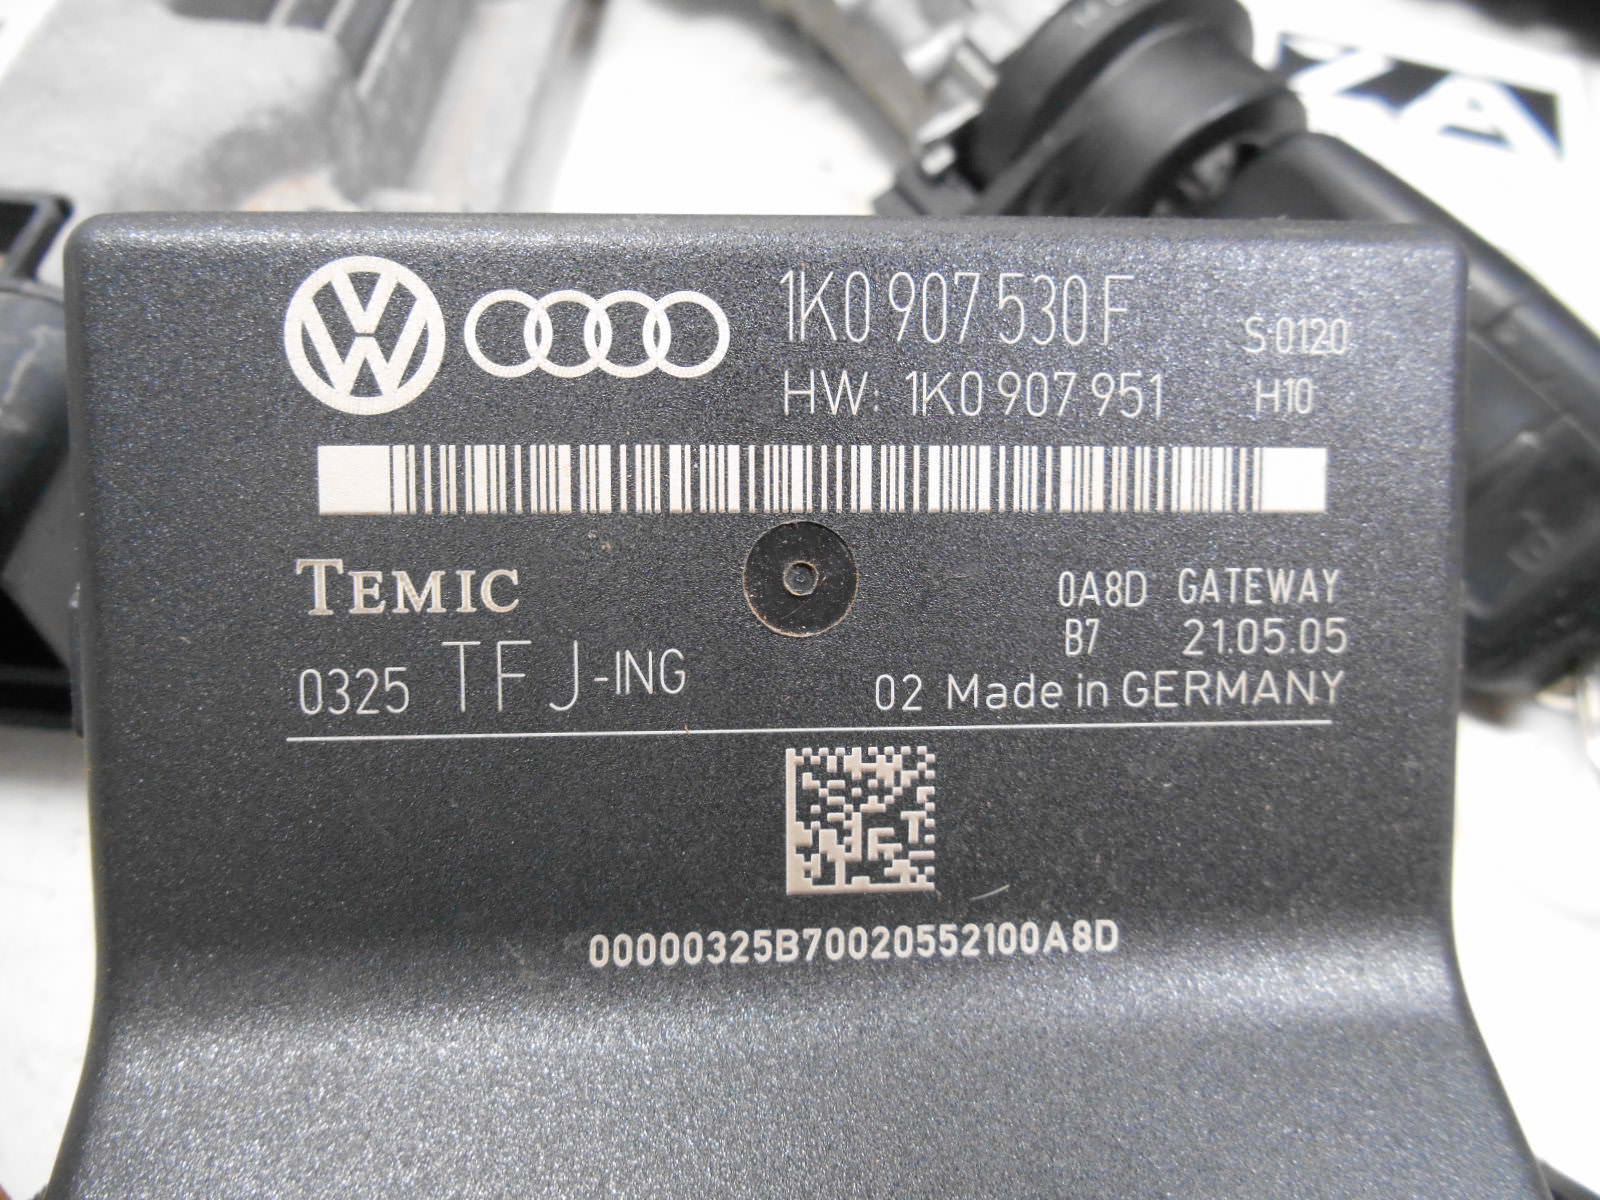 1K0 907 530 F S 0120
HW: 1K0 907 951 H10
TEMIC
0A8D GATEWAY
B7 21.05.05
0325 TFJ-ING
02 Made in GERMANY
00000325B70020552100A8D
ZA